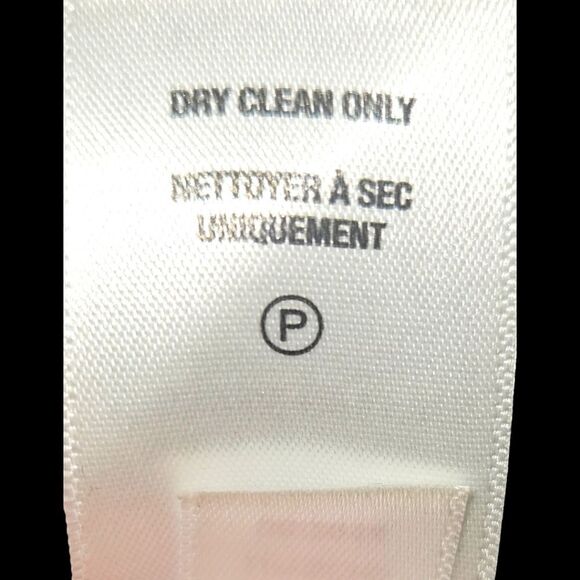 DRY CLEAN ONLY
NETTOYER À SEC
UNIQUEMENT
P